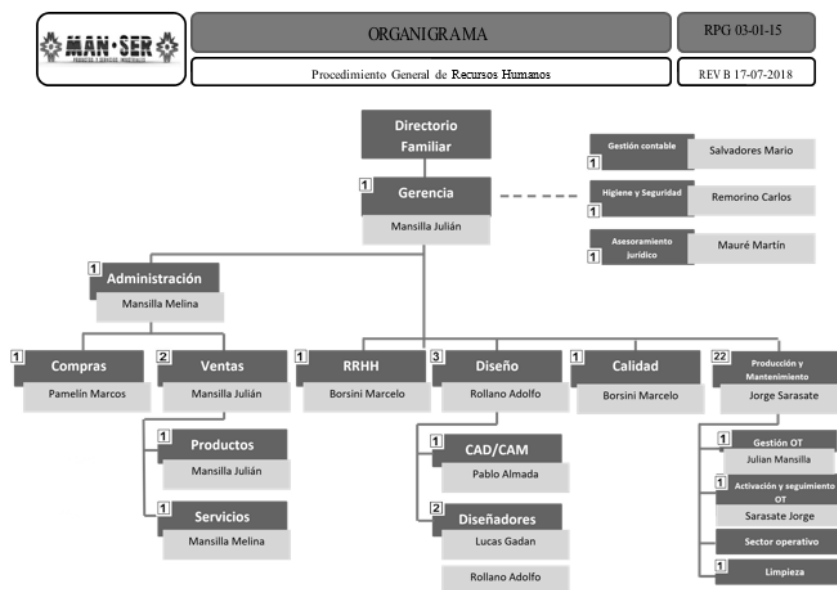 MAN·SER
PRODUCTOS Y SERVICIOS INDUSTRIALES
ORGANIGRAMA
RPG 03-01-15
Procedimiento General de Recursos Humanos
REV B 17-07-2018
Directorio
Familiar
1
Gerencia
Mansilla Julián
Gestión contable
1
Salvadores Mario
Higiene y Seguridad
1
Remorino Carlos
Asesoramiento
jurídico
1
Mauré Martín
1
Administración
Mansilla Melina
1
Compras
Pamelín Marcos
2
Ventas
Mansilla Julián
1
RRHH
Borsini Marcelo
3
Diseño
Rollano Adolfo
1
Calidad
Borsini Marcelo
22
Producción y
Mantenimiento
Jorge Sarasate
1
Productos
Mansilla Julián
1
Servicios
Mansilla Melina
1
CAD/CAM
Pablo Almada
2
Diseñadores
Lucas Gadan
Rollano Adolfo
1
Gestión OT
Julian Mansilla
1
Activación y seguimiento
OT
Sarasate Jorge
Sector operativo
1
Limpieza